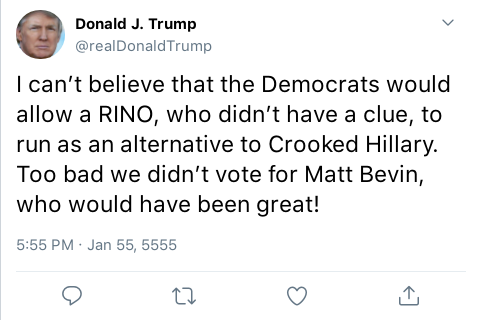 Donald J. Trump
@realDonaldTrump
I can’t believe that the Democrats would
allow a RINO, who didn’t have a clue, to
run as an alternative to Crooked Hillary.
Too bad we didn’t vote for Matt Bevin,
who would have been great!
5:55 PM · Jan 55, 5555